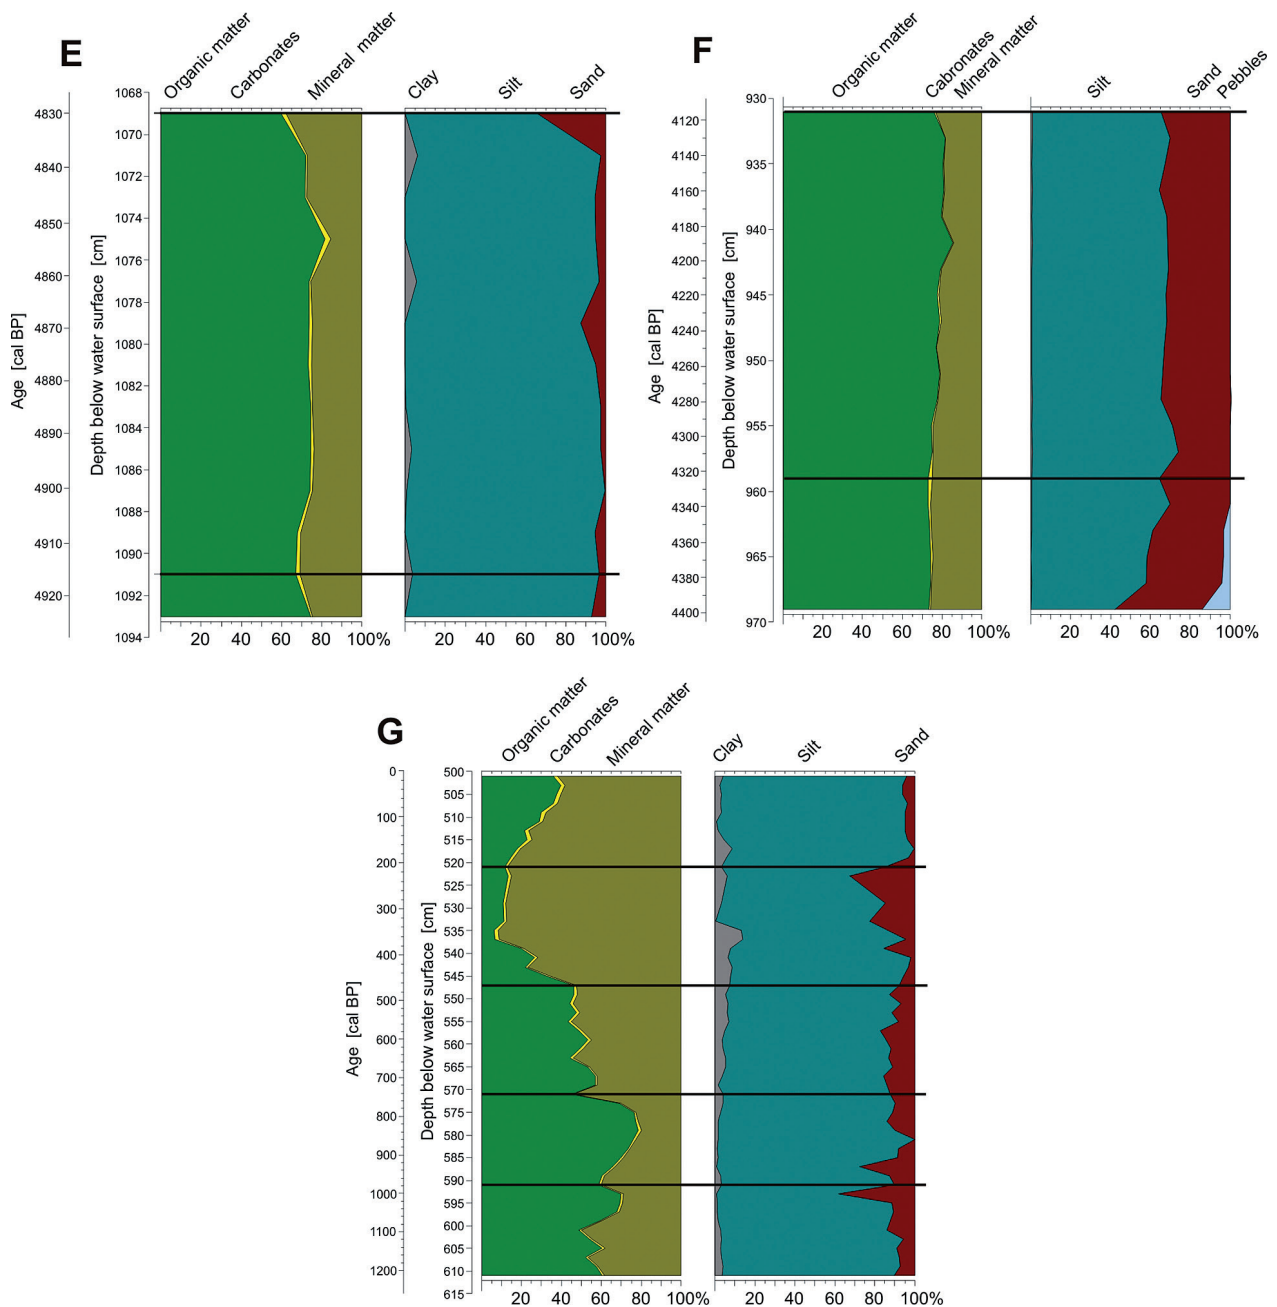 E
Organic matter
Carbonates
Mineral matter
Clay
Silt
Sand
Age [cal BP]
4830
4840
4850
4860
4870
4880
4890
4900
4910
4920
Depth below water surface [cm]
1068
1070
1072
1074
1076
1078
1080
1082
1084
1086
1088
1090
1092
1094
20 40 60 80 100%
20 40 60 80 100%
F
Organic matter
Cabronates
Mineral matter
Silt
Sand
Pebbles
Age [cal BP]
4120
4140
4160
4180
4200
4220
4240
4260
4280
4300
4320
4340
4360
4380
4400
Depth below water surface [cm]
930
935
940
945
950
955
960
965
970
20 40 60 80 100%
20 40 60 80 100%
G
Organic matter
Carbonates
Mineral matter
Clay
Silt
Sand
Age [cal BP]
0
100
200
300
400
500
600
700
800
900
1000
1100
1200
Depth below water surface [cm]
500
505
510
515
520
525
530
535
540
545
550
555
560
565
570
575
580
585
590
595
600
605
610
615
20 40 60 80 100%
20 40 60 80 100%